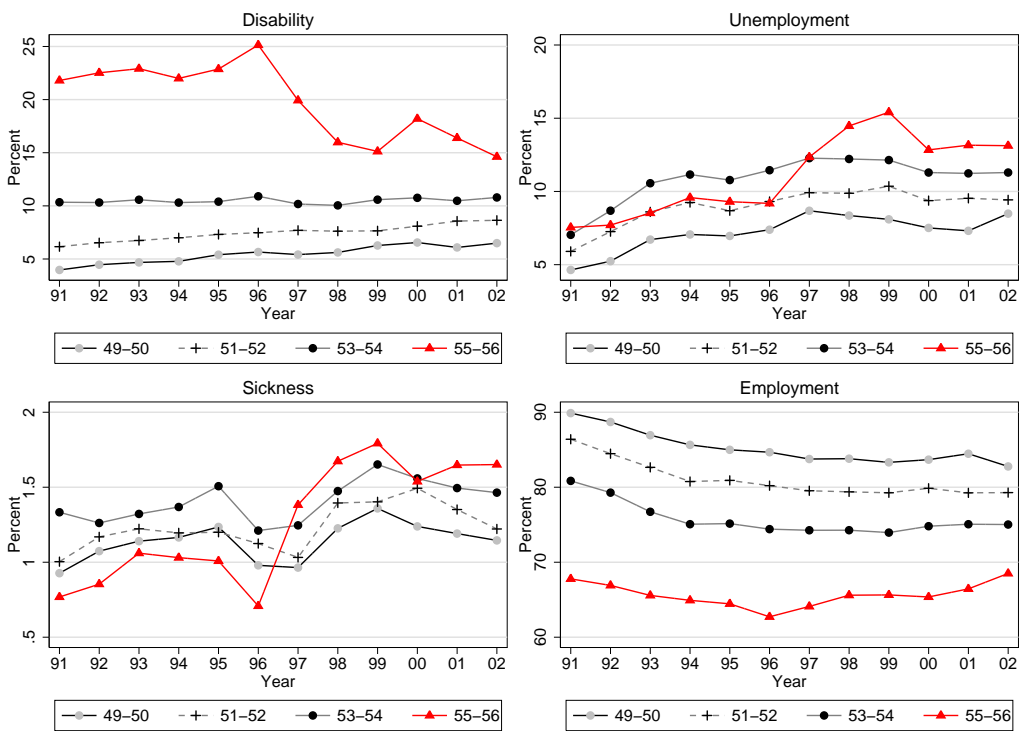 Disability
Percent
5
10
15
20
25
91 92 93 94 95 96 97 98 99 00 01 02
Year
49−50 51−52 53−54 55−56
Unemployment
Percent
5
10
15
20
91 92 93 94 95 96 97 98 99 00 01 02
Year
49−50 51−52 53−54 55−56
Sickness
Percent
.5
1
1.5
2
91 92 93 94 95 96 97 98 99 00 01 02
Year
49−50 51−52 53−54 55−56
Employment
Percent
60
70
80
90
91 92 93 94 95 96 97 98 99 00 01 02
Year
49−50 51−52 53−54 55−56